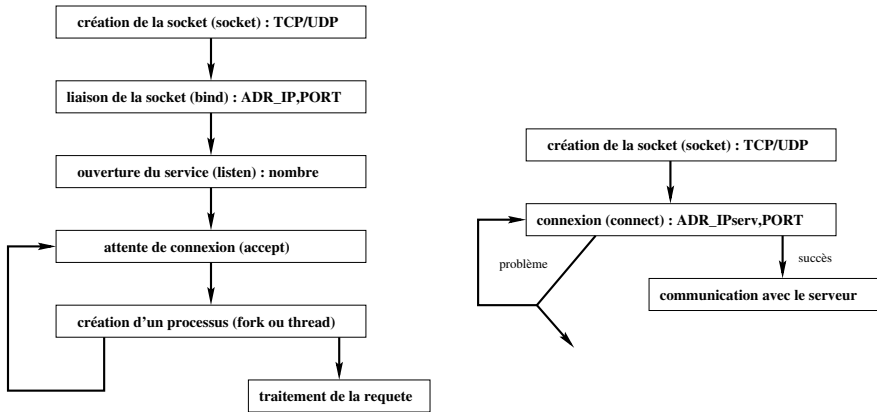 création de la socket (socket) : TCP/UDP
liaison de la socket (bind) : ADR_IP,PORT
ouverture du service (listen) : nombre
attente de connexion (accept)
création d'un processus (fork ou thread)
traitement de la requete
création de la socket (socket) : TCP/UDP
connexion (connect) : ADR_IPserv,PORT
problème
succès
communication avec le serveur